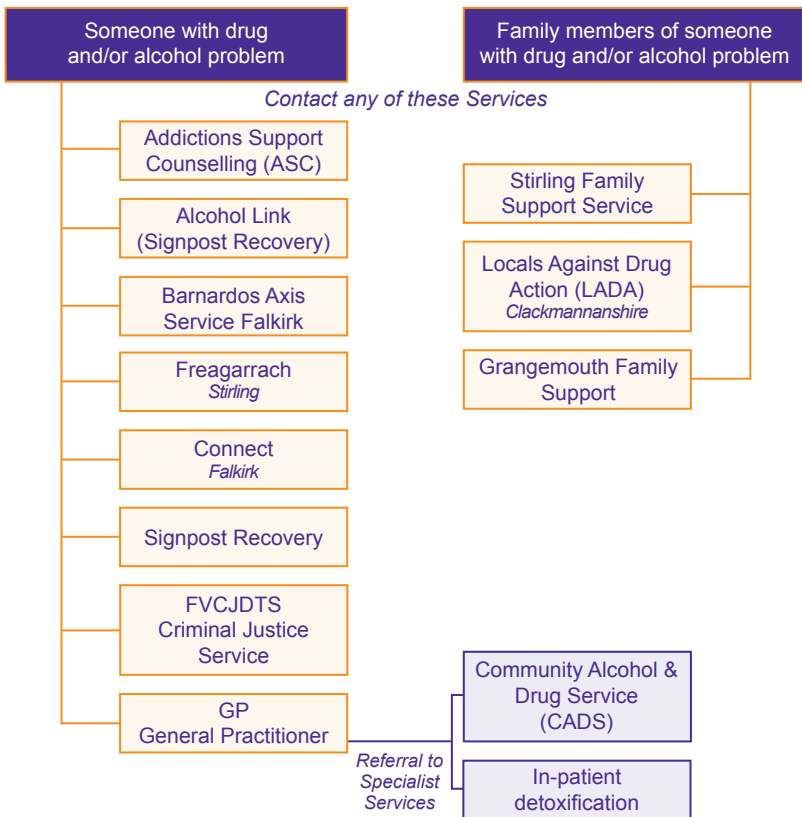 Someone with drug
and/or alcohol problem
Family members of someone
with drug and/or alcohol problem
Contact any of these Services
Addictions Support
Counselling (ASC)
Alcohol Link
(Signpost Recovery)
Barnardos Axis
Service Falkirk
Freagarrach
Stirling
Connect
Falkirk
Signpost Recovery
FVCJDTS
Criminal Justice
Service
GP
General Practitioner
Stirling Family
Support Service
Locals Against Drug
Action (LADA)
Clackmannanshire
Grangemouth Family
Support
Referral to
Specialist
Services
Community Alcohol &
Drug Service
(CADS)
In-patient
detoxification